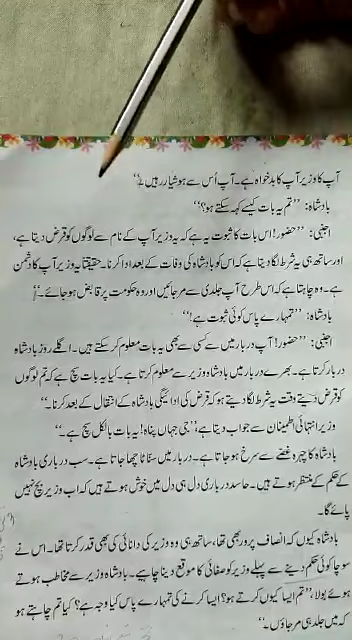 آپ کا وزیر آپ کا بدخواہ ہے۔ آپ اُس سے ہوشیار رہیں۔“
بادشاہ: ”تم یہ بات کیسے کہہ سکتے ہو؟“
اجنبی: ”حضور! اس بات کا ثبوت یہ ہے کہ یہ وزیر آپ کے نام سے لوگوں کو قرض دیتا ہے،
اور ساتھ ہی یہ شرط لگا دیتا ہے کہ اس کو بادشاہ کی وفات کے بعد ادا کرنا۔ حقیقتاً یہ وزیر آپ کا دشمن
ہے۔ وہ چاہتا ہے کہ اس طرح آپ جلدی سے مر جائیں اور وہ حکومت پر قابض ہو جائے۔“
بادشاہ: ”تمہارے پاس کوئی ثبوت ہے؟“
اجنبی: ”حضور! آپ دربار میں سے کسی سے بھی یہ بات معلوم کر سکتے ہیں۔ اگلے روز بادشاہ
دربار کرتا ہے۔ بھرے دربار میں بادشاہ وزیر سے معلوم کرتا ہے۔ کیا یہ بات سچ ہے کہ تم لوگوں
کو قرض دیتے وقت یہ شرط لگا دیتے ہو کہ قرض کی ادائیگی بادشاہ کے انتقال کے بعد کرنا۔“
وزیر انتہائی اطمینان سے جواب دیتا ہے، ”جی جہاں پناہ! یہ بات بالکل سچ ہے۔“
بادشاہ کا چہرہ غصّے سے سرخ ہو جاتا ہے۔ دربار میں سنّاٹا چھا جاتا ہے۔ سب درباری بادشاہ
کے حکم کے منتظر ہوتے ہیں۔ حاسد درباری دل ہی دل میں خوش ہوتے ہیں کہ اب وزیر بچ نہیں
پائے گا۔
بادشاہ کیوں کہ انصاف پرور بھی تھا، ساتھ ہی وہ وزیر کی دانائی کی بھی قدر کرتا تھا۔ اس نے
سوچا کوئی حکم دینے سے پہلے وزیر کو صفائی کا موقع دینا چاہیے۔ بادشاہ وزیر سے مخاطب ہوتے
ہوئے بولا، ”تم ایسا کیوں کرتے ہو؟ ایسا کرنے کی تمہارے پاس کیا وجہ ہے؟ کیا تم چاہتے ہو
کہ میں جلد ہی مر جاؤں۔“